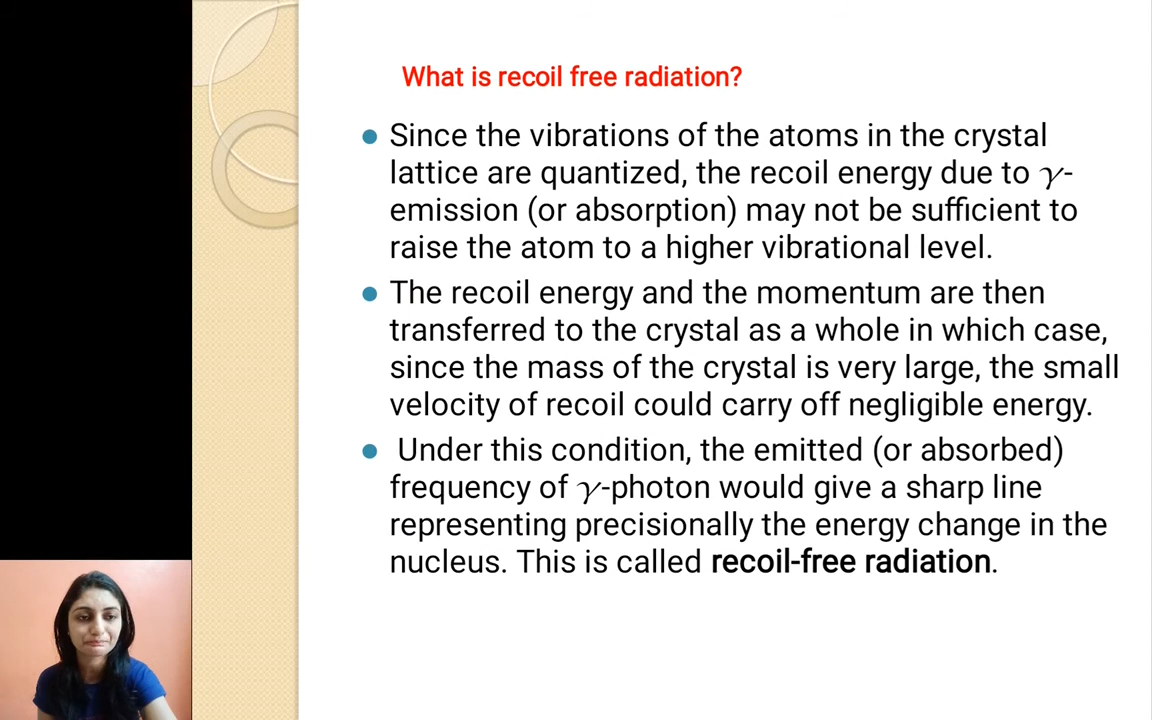 What is recoil free radiation?
Since the vibrations of the atoms in the crystal
lattice are quantized, the recoil energy due to γ-
emission (or absorption) may not be sufficient to
raise the atom to a higher vibrational level.
The recoil energy and the momentum are then
transferred to the crystal as a whole in which case,
since the mass of the crystal is very large, the small
velocity of recoil could carry off negligible energy.
Under this condition, the emitted (or absorbed)
frequency of γ-photon would give a sharp line
representing precisionally the energy change in the
nucleus. This is called recoil-free radiation.